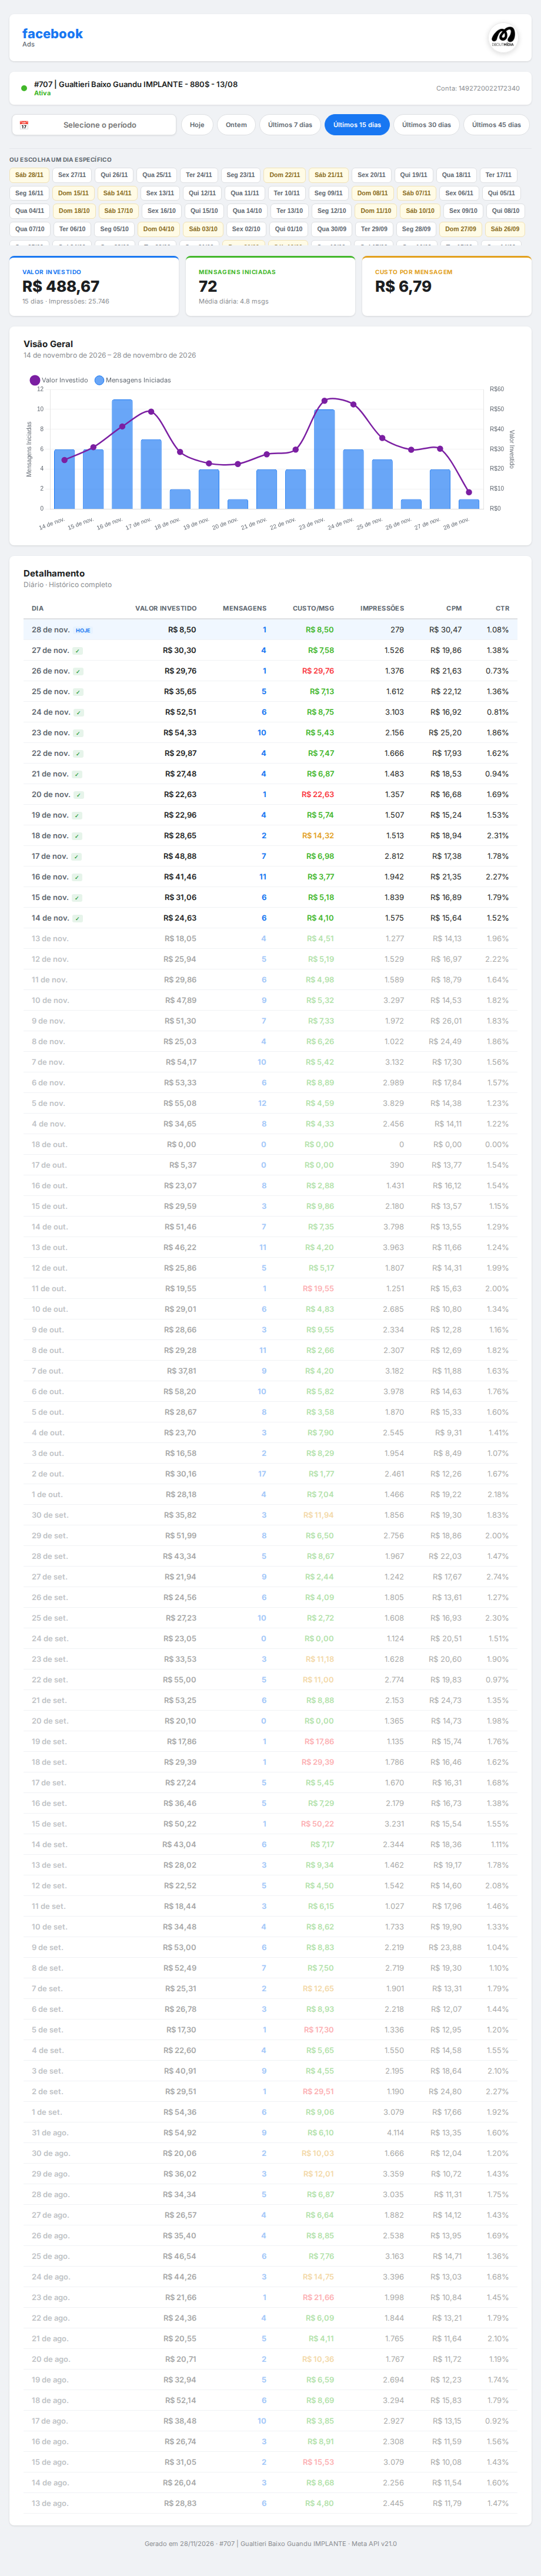 facebook
Ads
#707 | Gualtieri Baixo Guandu IMPLANTE - 880$ - 13/08
Ativa
Conta: 1492720022172340
Selecione o período
Hoje
Ontem
Últimos 7 dias
Últimos 15 dias
Últimos 30 dias
Últimos 45 dias
OU ESCOLHA UM DIA ESPECÍFICO
Sáb 28/11 Sex 27/11 Qui 26/11 Qua 25/11 Ter 24/11 Seg 23/11 Dom 22/11 Sáb 21/11 Sex 20/11 Qui 19/11 Qua 18/11 Ter 17/11
Seg 16/11 Dom 15/11 Sáb 14/11 Sex 13/11 Qui 12/11 Qua 11/11 Ter 10/11 Seg 09/11 Dom 08/11 Sáb 07/11 Sex 06/11 Qui 05/11
Qua 04/11 Dom 18/10 Sáb 17/10 Sex 16/10 Qui 15/10 Qua 14/10 Ter 13/10 Seg 12/10 Dom 11/10 Sáb 10/10 Sex 09/10 Qui 08/10
Qua 07/10 Ter 06/10 Seg 05/10 Dom 04/10 Sáb 03/10 Sex 02/10 Qui 01/10 Qua 30/09 Ter 29/09 Seg 28/09 Dom 27/09 Sáb 26/09
VALOR INVESTIDO
R$ 488,67
15 dias · Impressões: 25.746
MENSAGENS INICIADAS
72
Média diária: 4.8 msgs
CUSTO POR MENSAGEM
R$ 6,79
Visão Geral
14 de novembro de 2026 – 28 de novembro de 2026
Valor Investido
Mensagens Iniciadas
12 10 8 6 4 2 0
Mensagens Iniciadas
R$60 R$50 R$40 R$30 R$20 R$10 R$0
Valor Investido
14 de nov. 15 de nov. 16 de nov. 17 de nov. 18 de nov. 19 de nov. 20 de nov. 21 de nov. 22 de nov. 23 de nov. 24 de nov. 25 de nov. 26 de nov. 27 de nov. 28 de nov.
Detalhamento
Diário · Histórico completo
DIA VALOR INVESTIDO MENSAGENS CUSTO/MSG IMPRESSÕES CPM CTR
28 de nov. HOJE R$ 8,50 1 R$ 8,50 279 R$ 30,47 1.08%
27 de nov. ✓ R$ 30,30 4 R$ 7,58 1.526 R$ 19,86 1.38%
26 de nov. ✓ R$ 29,76 1 R$ 29,76 1.376 R$ 21,63 0.73%
25 de nov. ✓ R$ 35,65 5 R$ 7,13 1.612 R$ 22,12 1.36%
24 de nov. ✓ R$ 52,51 6 R$ 8,75 3.103 R$ 16,92 0.81%
23 de nov. ✓ R$ 54,33 10 R$ 5,43 2.156 R$ 25,20 1.86%
22 de nov. ✓ R$ 29,87 4 R$ 7,47 1.666 R$ 17,93 1.62%
21 de nov. ✓ R$ 27,48 4 R$ 6,87 1.483 R$ 18,53 0.94%
20 de nov. ✓ R$ 22,63 1 R$ 22,63 1.357 R$ 16,68 1.69%
19 de nov. ✓ R$ 22,96 4 R$ 5,74 1.507 R$ 15,24 1.53%
18 de nov. ✓ R$ 28,65 2 R$ 14,32 1.513 R$ 18,94 2.31%
17 de nov. ✓ R$ 48,88 7 R$ 6,98 2.812 R$ 17,38 1.78%
16 de nov. ✓ R$ 41,46 11 R$ 3,77 1.942 R$ 21,35 2.27%
15 de nov. ✓ R$ 31,06 6 R$ 5,18 1.839 R$ 16,89 1.79%
14 de nov. ✓ R$ 24,63 6 R$ 4,10 1.575 R$ 15,64 1.52%
13 de nov. R$ 18,05 4 R$ 4,51 1.277 R$ 14,13 1.96%
12 de nov. R$ 25,94 5 R$ 5,19 1.529 R$ 16,97 2.22%
11 de nov. R$ 29,86 6 R$ 4,98 1.589 R$ 18,79 1.64%
10 de nov. R$ 47,89 9 R$ 5,32 3.297 R$ 14,53 1.82%
9 de nov. R$ 51,30 7 R$ 7,33 1.972 R$ 26,01 1.83%
8 de nov. R$ 25,03 4 R$ 6,26 1.022 R$ 24,49 1.86%
7 de nov. R$ 54,17 10 R$ 5,42 3.132 R$ 17,30 1.56%
6 de nov. R$ 53,33 6 R$ 8,89 2.989 R$ 17,84 1.57%
5 de nov. R$ 55,08 12 R$ 4,59 3.829 R$ 14,38 1.23%
4 de nov. R$ 34,65 8 R$ 4,33 2.456 R$ 14,11 1.22%
18 de out. R$ 0,00 0 R$ 0,00 0 R$ 0,00 0.00%
17 de out. R$ 5,37 0 R$ 0,00 390 R$ 13,77 1.54%
16 de out. R$ 23,07 8 R$ 2,88 1.431 R$ 16,12 1.54%
15 de out. R$ 29,59 3 R$ 9,86 2.180 R$ 13,57 1.15%
14 de out. R$ 51,46 7 R$ 7,35 3.798 R$ 13,55 1.29%
13 de out. R$ 46,22 11 R$ 4,20 3.963 R$ 11,66 1.24%
12 de out. R$ 25,86 5 R$ 5,17 1.807 R$ 14,31 1.99%
11 de out. R$ 19,55 1 R$ 19,55 1.251 R$ 15,63 2.00%
10 de out. R$ 29,01 6 R$ 4,83 2.685 R$ 10,80 1.34%
9 de out. R$ 28,66 3 R$ 9,55 2.334 R$ 12,28 1.16%
8 de out. R$ 29,28 11 R$ 2,66 2.307 R$ 12,69 1.82%
7 de out. R$ 37,81 9 R$ 4,20 3.182 R$ 11,88 1.63%
6 de out. R$ 58,20 10 R$ 5,82 3.978 R$ 14,63 1.76%
5 de out. R$ 28,67 8 R$ 3,58 1.870 R$ 15,33 1.60%
4 de out. R$ 23,70 3 R$ 7,90 2.545 R$ 9,31 1.41%
3 de out. R$ 16,58 2 R$ 8,29 1.954 R$ 8,49 1.07%
2 de out. R$ 30,16 17 R$ 1,77 2.461 R$ 12,26 1.67%
1 de out. R$ 28,18 4 R$ 7,04 1.466 R$ 19,22 2.18%
30 de set. R$ 35,82 3 R$ 11,94 1.856 R$ 19,30 1.83%
29 de set. R$ 51,99 8 R$ 6,50 2.756 R$ 18,86 2.00%
28 de set. R$ 43,34 5 R$ 8,67 1.967 R$ 22,03 1.47%
27 de set. R$ 21,94 9 R$ 2,44 1.242 R$ 17,67 2.74%
26 de set. R$ 24,56 6 R$ 4,09 1.805 R$ 13,61 1.27%
25 de set. R$ 27,23 10 R$ 2,72 1.608 R$ 16,93 2.30%
24 de set. R$ 23,05 0 R$ 0,00 1.124 R$ 20,51 1.51%
23 de set. R$ 33,53 3 R$ 11,18 1.628 R$ 20,60 1.90%
22 de set. R$ 55,00 5 R$ 11,00 2.774 R$ 19,83 0.97%
21 de set. R$ 53,25 6 R$ 8,88 2.153 R$ 24,73 1.35%
20 de set. R$ 20,10 0 R$ 0,00 1.365 R$ 14,73 1.98%
19 de set. R$ 17,86 1 R$ 17,86 1.135 R$ 15,74 1.76%
18 de set. R$ 29,39 1 R$ 29,39 1.786 R$ 16,46 1.62%
17 de set. R$ 27,24 5 R$ 5,45 1.670 R$ 16,31 1.68%
16 de set. R$ 36,46 5 R$ 7,29 2.179 R$ 16,73 1.38%
15 de set. R$ 50,22 1 R$ 50,22 3.231 R$ 15,54 1.55%
14 de set. R$ 43,04 6 R$ 7,17 2.344 R$ 18,36 1.11%
13 de set. R$ 28,02 3 R$ 9,34 1.462 R$ 19,17 1.78%
12 de set. R$ 22,52 5 R$ 4,50 1.542 R$ 14,60 2.08%
11 de set. R$ 18,44 3 R$ 6,15 1.027 R$ 17,96 1.46%
10 de set. R$ 34,48 4 R$ 8,62 1.733 R$ 19,90 1.33%
9 de set. R$ 53,00 6 R$ 8,83 2.219 R$ 23,88 1.04%
8 de set. R$ 52,49 7 R$ 7,50 2.719 R$ 19,30 1.10%
7 de set. R$ 25,31 2 R$ 12,65 1.901 R$ 13,31 1.79%
6 de set. R$ 26,78 3 R$ 8,93 2.218 R$ 12,07 1.44%
5 de set. R$ 17,30 1 R$ 17,30 1.336 R$ 12,95 1.20%
4 de set. R$ 22,60 4 R$ 5,65 1.550 R$ 14,58 1.55%
3 de set. R$ 40,91 9 R$ 4,55 2.195 R$ 18,64 2.10%
2 de set. R$ 29,51 1 R$ 29,51 1.190 R$ 24,80 2.27%
1 de set. R$ 54,36 6 R$ 9,06 3.079 R$ 17,66 1.92%
31 de ago. R$ 54,92 9 R$ 6,10 4.114 R$ 13,35 1.60%
30 de ago. R$ 20,06 2 R$ 10,03 1.666 R$ 12,04 1.20%
29 de ago. R$ 36,02 3 R$ 12,01 3.359 R$ 10,72 1.43%
28 de ago. R$ 34,34 5 R$ 6,87 3.035 R$ 11,31 1.75%
27 de ago. R$ 26,57 4 R$ 6,64 1.882 R$ 14,12 1.43%
26 de ago. R$ 35,40 4 R$ 8,85 2.538 R$ 13,95 1.69%
25 de ago. R$ 46,54 6 R$ 7,76 3.163 R$ 14,71 1.36%
24 de ago. R$ 44,26 3 R$ 14,75 3.396 R$ 13,03 1.68%
23 de ago. R$ 21,66 1 R$ 21,66 1.998 R$ 10,84 1.45%
22 de ago. R$ 24,36 4 R$ 6,09 1.844 R$ 13,21 1.79%
21 de ago. R$ 20,55 5 R$ 4,11 1.765 R$ 11,64 2.10%
20 de ago. R$ 20,71 2 R$ 10,36 1.767 R$ 11,72 1.19%
19 de ago. R$ 32,94 5 R$ 6,59 2.694 R$ 12,23 1.74%
18 de ago. R$ 52,14 6 R$ 8,69 3.294 R$ 15,83 1.79%
17 de ago. R$ 38,48 10 R$ 3,85 2.927 R$ 13,15 0.92%
16 de ago. R$ 26,74 3 R$ 8,91 2.308 R$ 11,59 1.56%
15 de ago. R$ 31,05 2 R$ 15,53 3.079 R$ 10,08 1.43%
14 de ago. R$ 26,04 3 R$ 8,68 2.256 R$ 11,54 1.60%
13 de ago. R$ 28,83 6 R$ 4,80 2.445 R$ 11,79 1.47%
Gerado em 28/11/2026 · #707 | Gualtieri Baixo Guandu IMPLANTE · Meta API v21.0